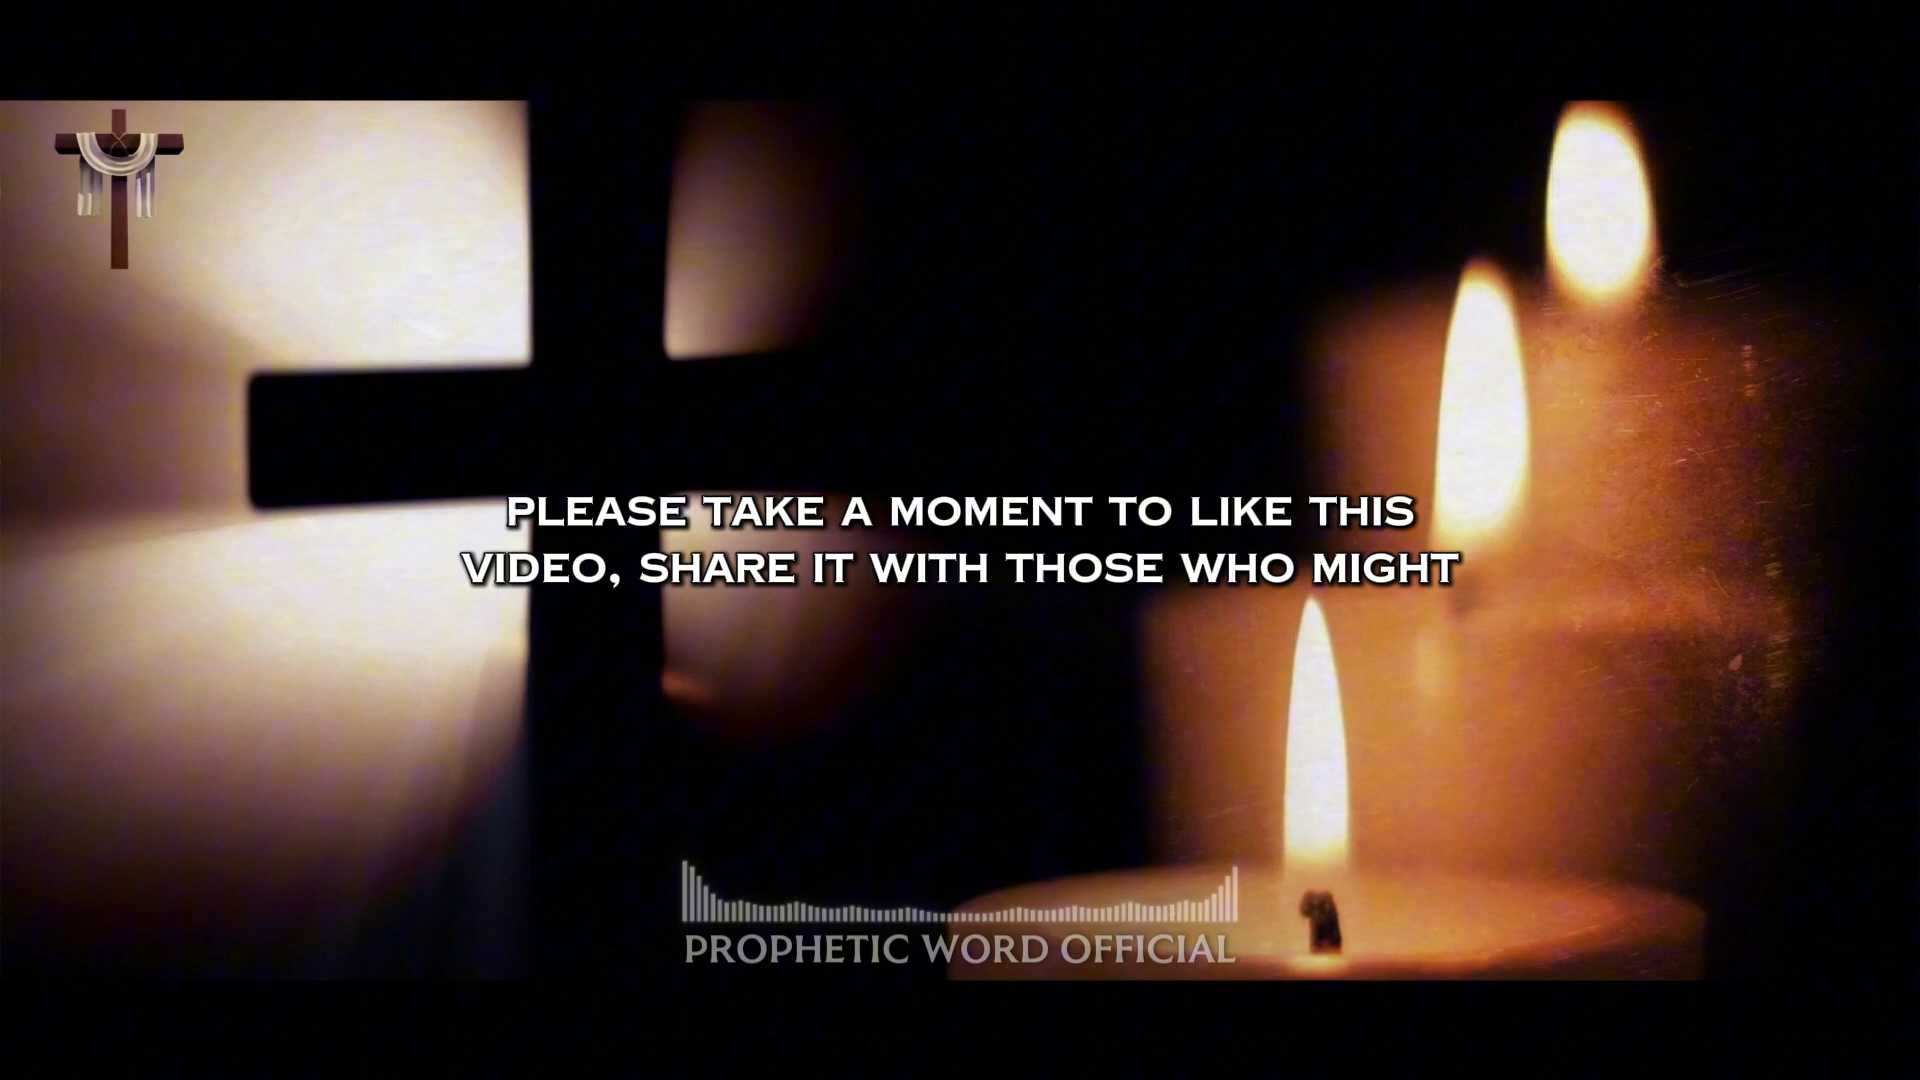 PLEASE TAKE A MOMENT TO LIKE THIS
VIDEO, SHARE IT WITH THOSE WHO MIGHT
PROPHETIC WORD OFFICIAL